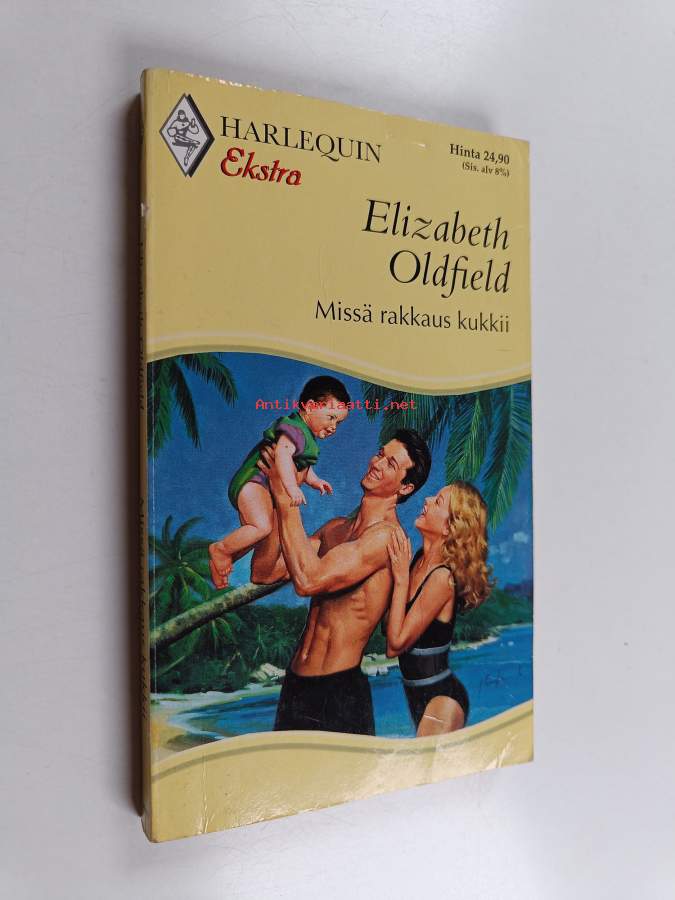 HARLEQUIN
Ekstra
Hinta 24,90
(Sis. alv 8%)
Elizabeth
Oldfield
Missä rakkaus kukkii
Antikvariaatti.net